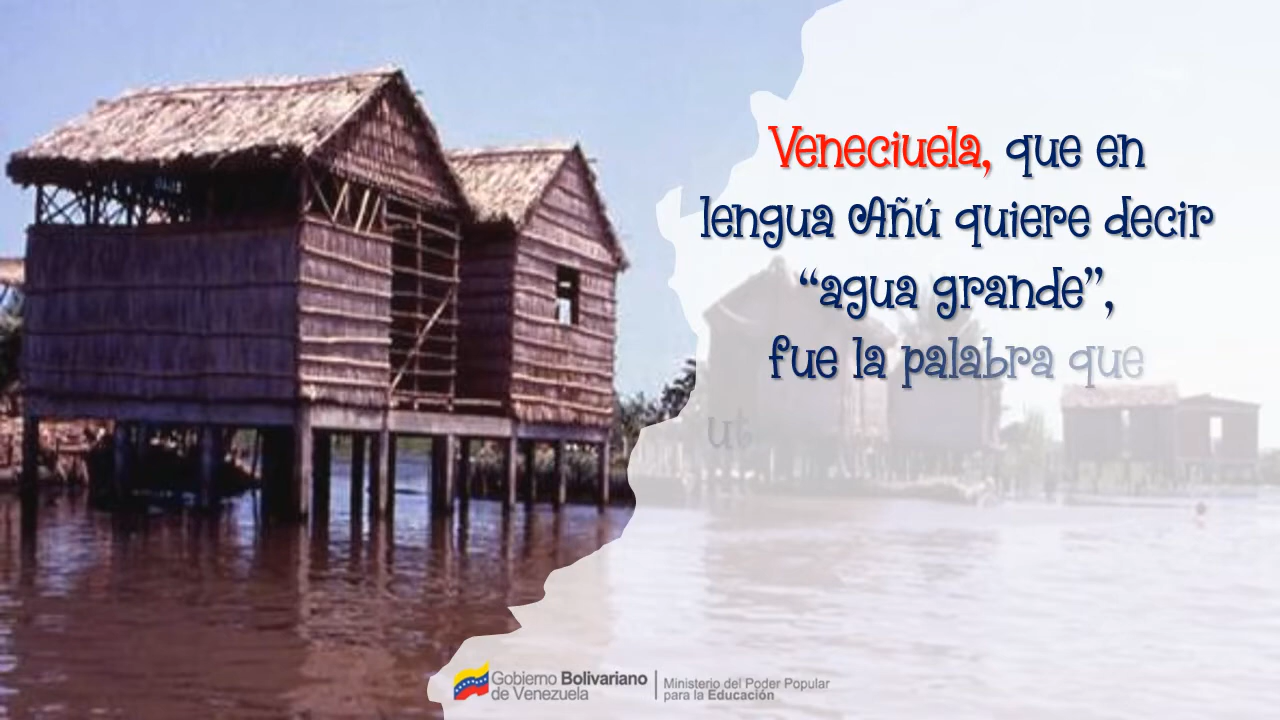 Veneciuela, que en
lengua Añú quiere decir
“agua grande”,
fue la palabra que
ut
Gobierno Bolivariano
de Venezuela
Ministerio del Poder Popular
para la Educación